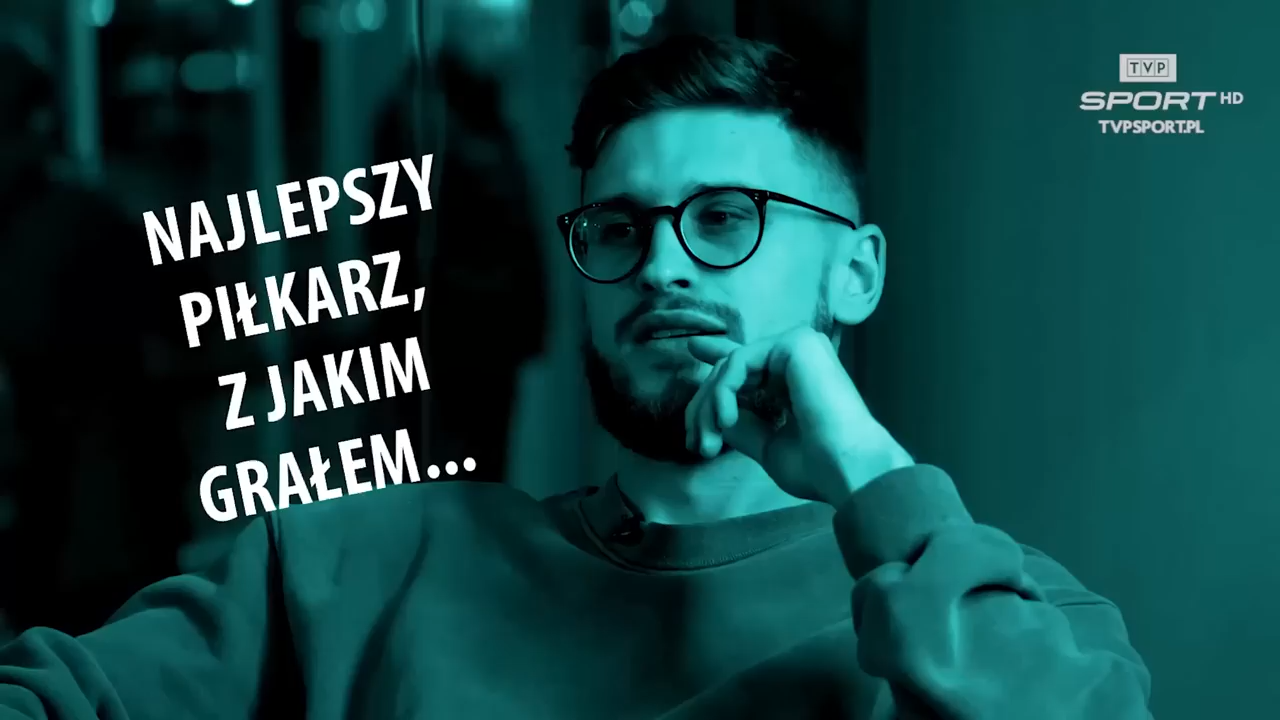 NAJLEPSZY
PIŁKARZ,
Z JAKIM
GRAŁEM...
TVP
SPORT HD
TVPSPORT.PL